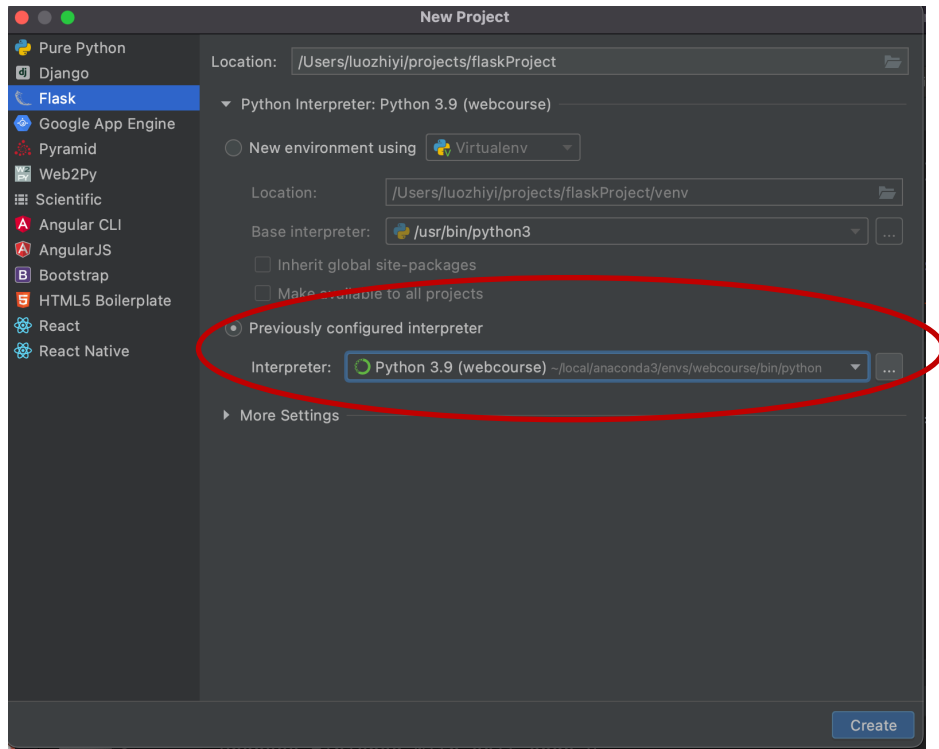 New Project
Pure Python
Django
Flask
Google App Engine
Pyramid
Web2Py
Scientific
Angular CLI
AngularJS
Bootstrap
HTML5 Boilerplate
React
React Native
Location: /Users/luozhiyi/projects/flaskProject
Python Interpreter: Python 3.9 (webcourse)
New environment using Virtualenv
Location: /Users/luozhiyi/projects/flaskProject/venv
Base interpreter: /usr/bin/python3 ...
Inherit global site-packages
Make available to all projects
Previously configured interpreter
Interpreter: Python 3.9 (webcourse) ~/local/anaconda3/envs/webcourse/bin/python ...
More Settings
Create